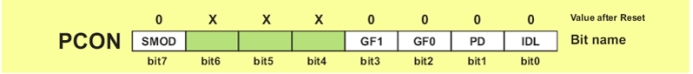 0 X X X 0 0 0 0 Value after Reset
PCON SMOD GF1 GF0 PD IDL Bit name
bit7 bit6 bit5 bit4 bit3 bit2 bit1 bit0